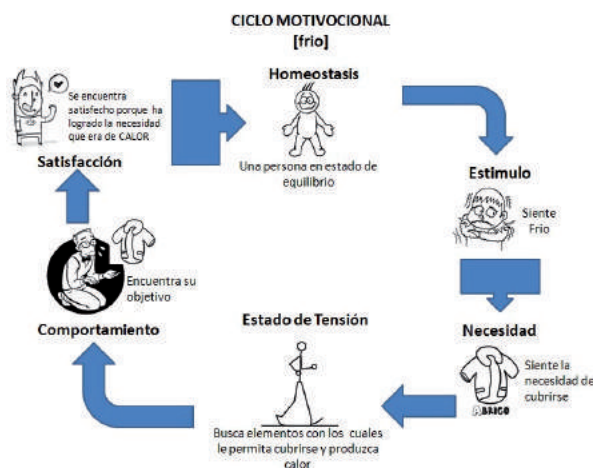 CICLO MOTIVOCIONAL
[frio]
Homeostasis
Una persona en estado de
equilibrio
Estimulo
Siente
Frio
Necesidad
Siente la
necesidad de
cubrirse
ABRIGO
Estado de Tensión
Busca elementos con los cuales
le permita cubrirse y produzca
calor
Comportamiento
Encuentra su
objetivo
Satisfacción
Se encuentra
satisfecho porque ha
logrado la necesidad
que era de CALOR